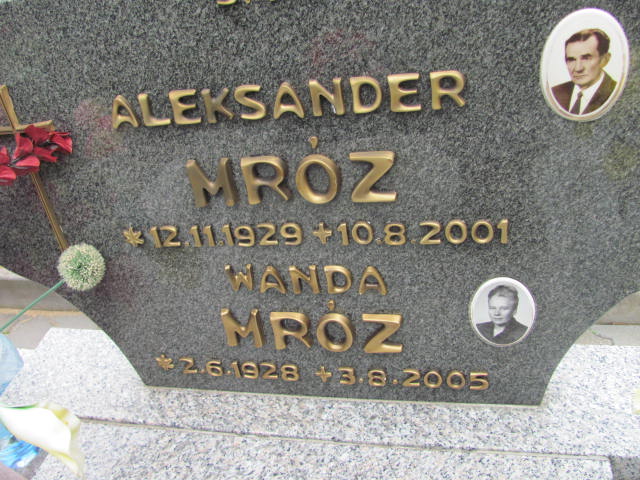 ALEKSANDER
MRÓZ
* 12.11.1929 + 10.8.2001
WANDA
MRÓZ
* 2.6.1928 + 3.8.2005